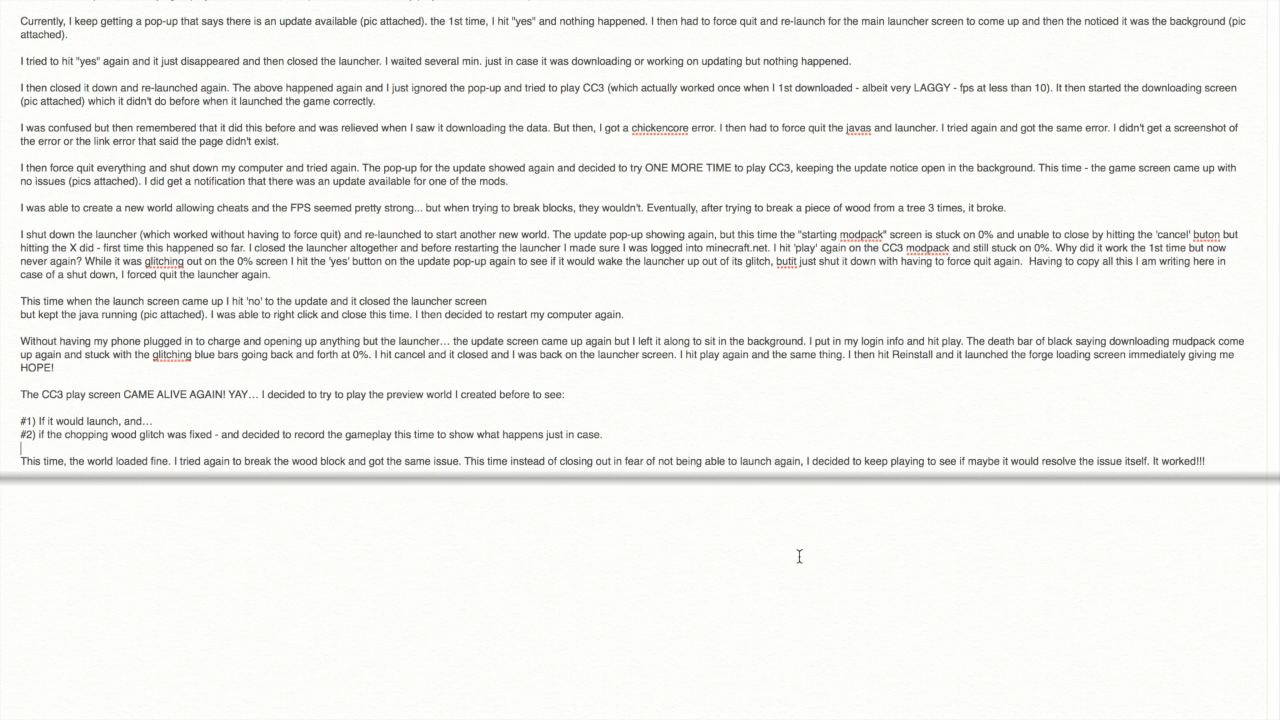 Currently, I keep getting a pop-up that says there is an update available (pic attached). the 1st time, I hit "yes" and nothing happened. I then had to force quit and re-launch for the main launcher screen to come up and then the noticed it was the background (pic
attached).
I tried to hit "yes" again and it just disappeared and then closed the launcher. I waited several min. just in case it was downloading or working on updating but nothing happened.
I then closed it down and re-launched again. The above happened again and I just ignored the pop-up and tried to play CC3 (which actually worked once when I 1st downloaded - albeit very LAGGY - fps at less than 10). It then started the downloading screen
(pic attached) which it didn't do before when it launched the game correctly.
I was confused but then remembered that it did this before and was relieved when I saw it downloading the data. But then, I got a chickencore error. I then had to force quit the javas and launcher. I tried again and got the same error. I didn't get a screenshot of
the error or the link error that said the page didn't exist.
I then force quit everything and shut down my computer and tried again. The pop-up for the update showed again and decided to try ONE MORE TIME to play CC3, keeping the update notice open in the background. This time - the game screen came up with
no issues (pics attached). I did get a notification that there was an update available for one of the mods.
I was able to create a new world allowing cheats and the FPS seemed pretty strong... but when trying to break blocks, they wouldn't. Eventually, after trying to break a piece of wood from a tree 3 times, it broke.
I shut down the launcher (which worked without having to force quit) and re-launched to start another new world. The update pop-up showing again, but this time the "starting modpack" screen is stuck on 0% and unable to close by hitting the 'cancel' buton but
hitting the X did - first time this happened so far. I closed the launcher altogether and before restarting the launcher I made sure I was logged into minecraft.net. I hit 'play' again on the CC3 modpack and still stuck on 0%. Why did it work the 1st time but now
never again? While it was glitching out on the 0% screen I hit the 'yes' button on the update pop-up again to see if it would wake the launcher up out of its glitch, butit just shut it down with having to force quit again.  Having to copy all this I am writing here in
case of a shut down, I forced quit the launcher again.
This time when the launch screen came up I hit 'no' to the update and it closed the launcher screen
but kept the java running (pic attached). I was able to right click and close this time. I then decided to restart my computer again.
Without having my phone plugged in to charge and opening up anything but the launcher… the update screen came up again but I left it along to sit in the background. I put in my login info and hit play. The death bar of black saying downloading mudpack come
up again and stuck with the glitching blue bars going back and forth at 0%. I hit cancel and it closed and I was back on the launcher screen. I hit play again and the same thing. I then hit Reinstall and it launched the forge loading screen immediately giving me
HOPE!
The CC3 play screen CAME ALIVE AGAIN! YAY… I decided to try to play the preview world I created before to see:
#1) If it would launch, and…
#2) if the chopping wood glitch was fixed - and decided to record the gameplay this time to show what happens just in case.
This time, the world loaded fine. I tried again to break the wood block and got the same issue. This time instead of closing out in fear of not being able to launch again, I decided to keep playing to see if maybe it would resolve the issue itself. It worked!!!